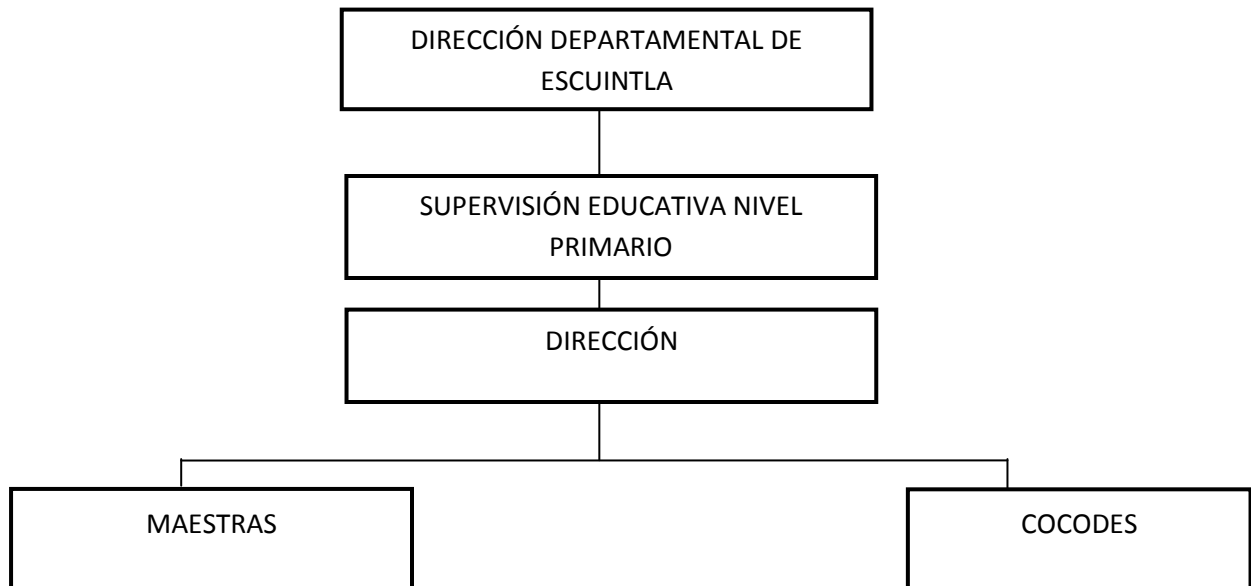 DIRECCIÓN DEPARTAMENTAL DE
ESCUINTLA
SUPERVISIÓN EDUCATIVA NIVEL
PRIMARIO
DIRECCIÓN
MAESTRAS
COCODES